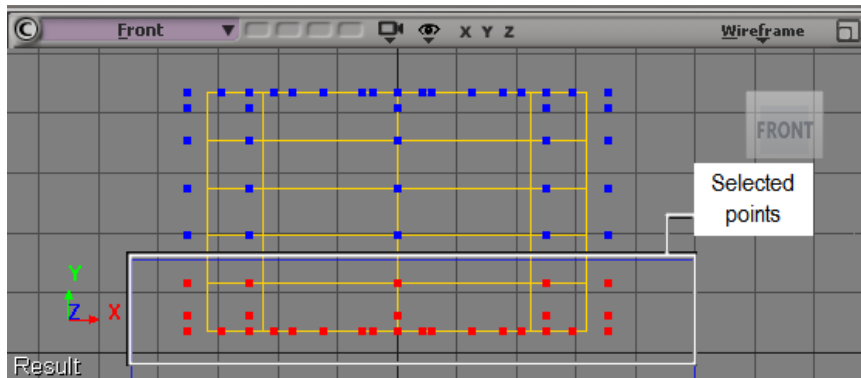 C Front X Y Z Wireframe
FRONT
Selected
points
Y
Z X
Result